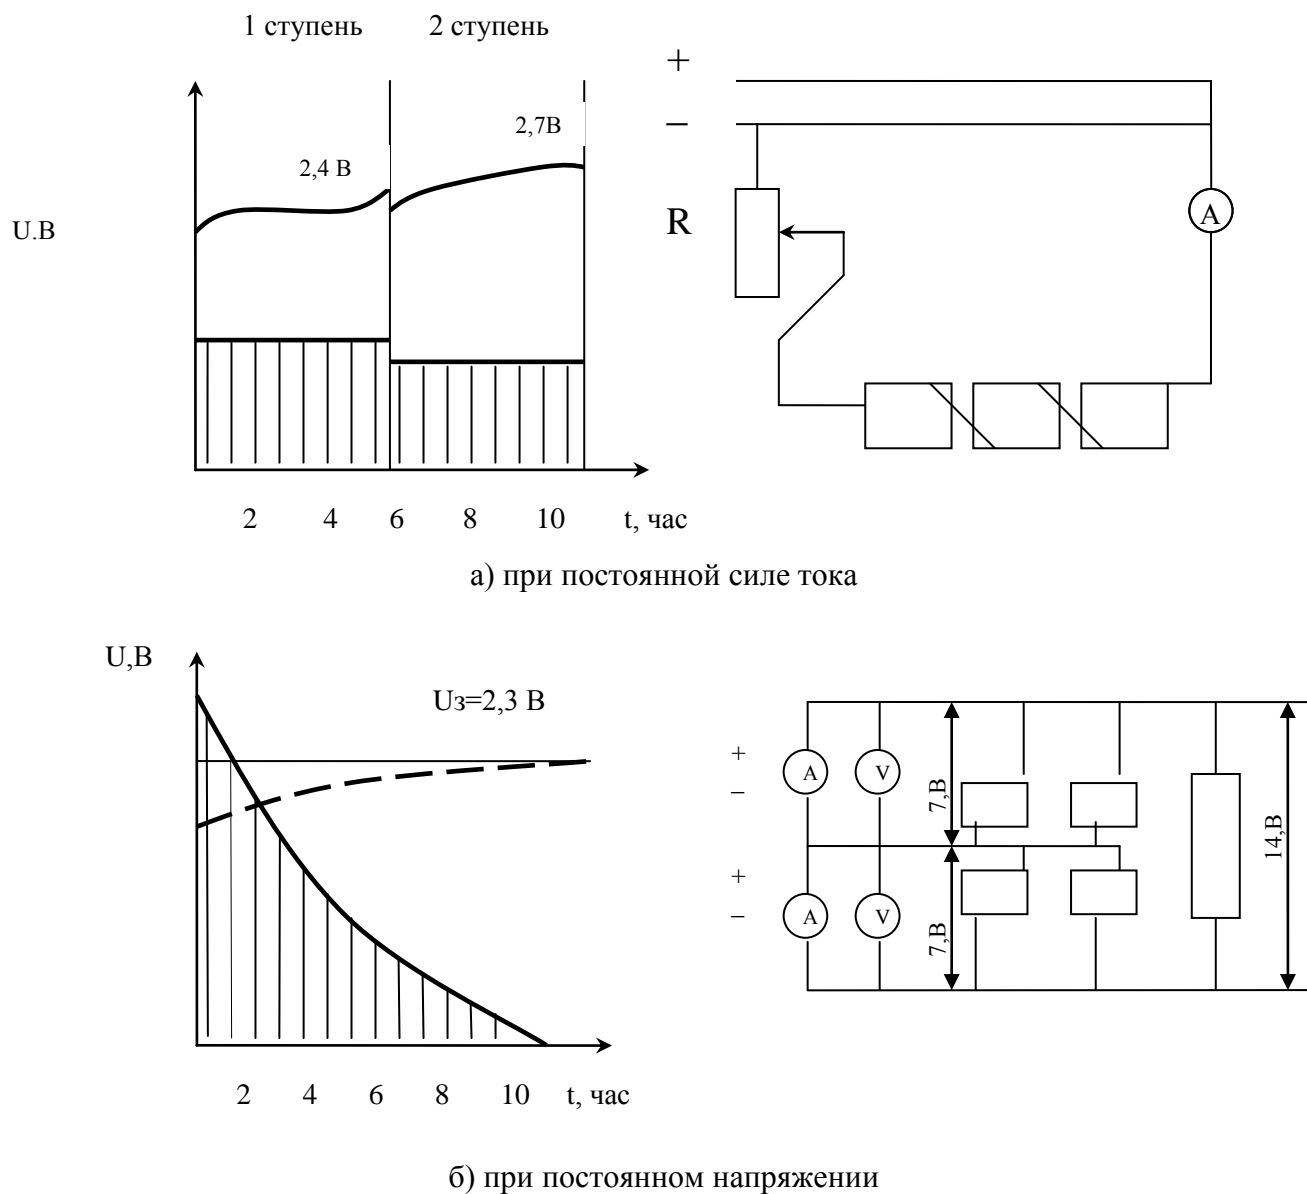 1 ступень 2 ступень
+
–
2,7В
2,4 В
U.В
R
A
2 4 6 8 10 t, час
а) при постоянной силе тока
U,В
Uз=2,3 В
+
–
A V
7,В
14,В
+
–
A V
7,В
2 4 6 8 10 t, час
б) при постоянном напряжении